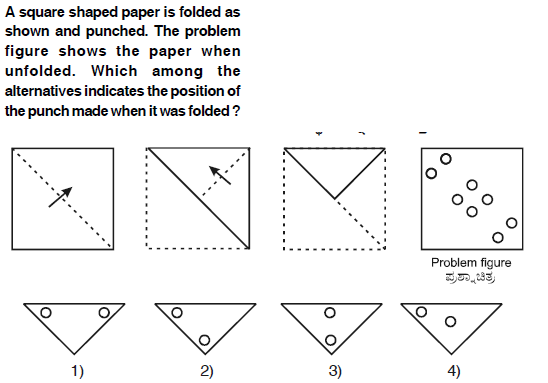 A square shaped paper is folded as
shown and punched. The problem
figure shows the paper when
unfolded. Which among the
alternatives indicates the position of
the punch made when it was folded ?
Problem figure
ಪ್ರಶ್ನಾಚಿತ್ರ
1)
2)
3)
4)